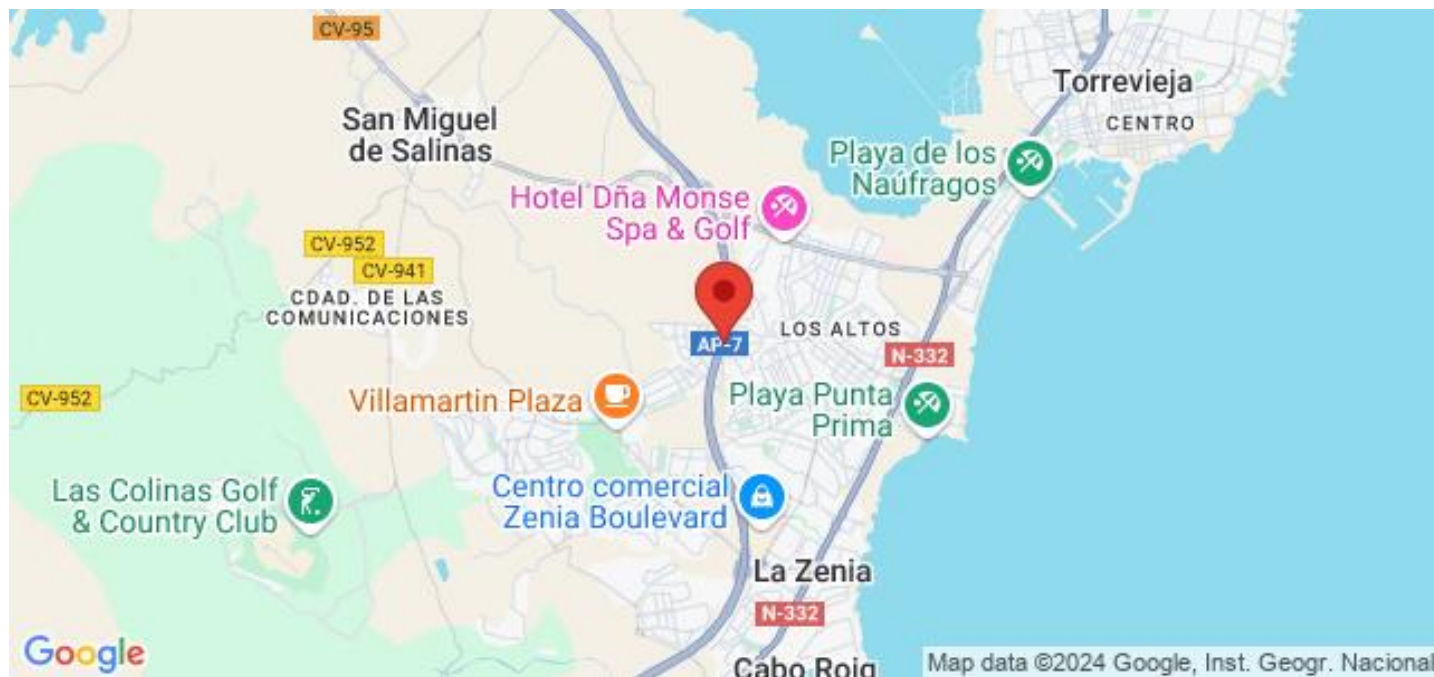 CV-95
Torrevieja
CENTRO
San Miguel
de Salinas
Playa de los
Naúfragos
Hotel Dña Monse
Spa & Golf
CV-952
CV-941
CDAD. DE LAS
COMUNICACIONES
LOS ALTOS
AP-7
N-332
CV-952
Villamartin Plaza
Playa Punta
Prima
Las Colinas Golf
& Country Club
Centro comercial
Zenia Boulevard
La Zenia
N-332
Cabo Roig
Google
Map data ©2024 Google, Inst. Geogr. Nacional